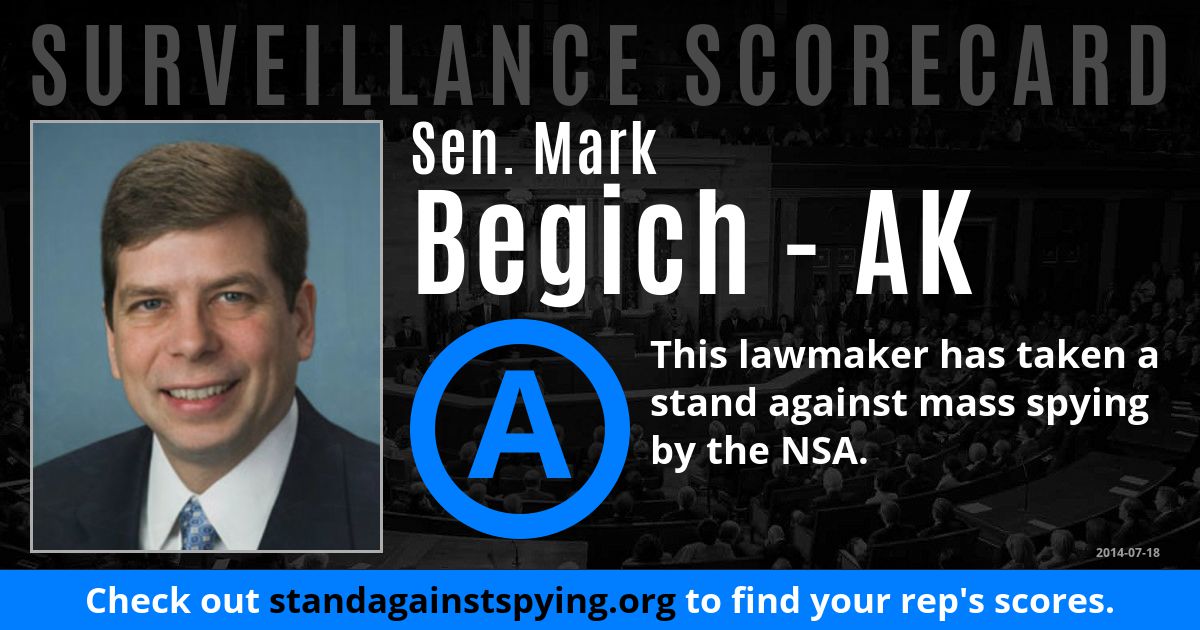 SURVEILLANCE SCORECARD
Sen. Mark
Begich - AK
A
This lawmaker has taken a
stand against mass spying
by the NSA.
2014-07-18
Check out standagainstspying.org to find your rep's scores.